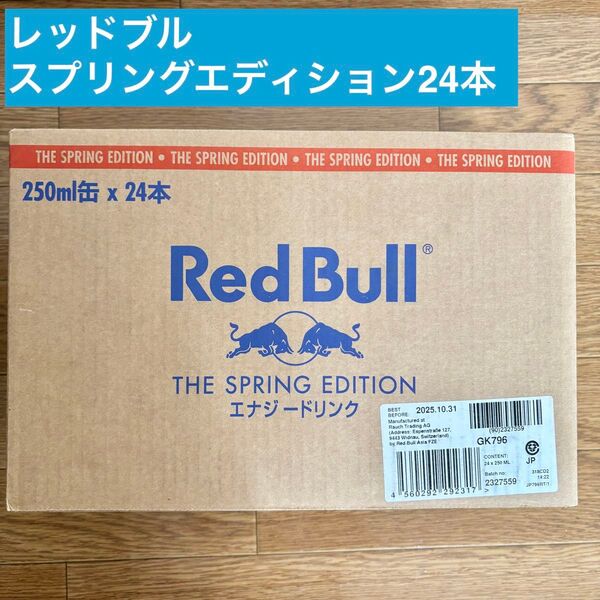 レッドブル
スプリングエディション24本
THE SPRING EDITION • THE SPRING EDITION • THE SPRING EDITION • THE SPRING EDITION
250ml缶 x 24本
Red Bull®
THE SPRING EDITION
エナジードリンク
BEST BEFORE: 2025.10.31
Manufactured at
Rauch Trading AG
(Address: Espenstraße 127,
9443 Widnau, Switzerland)
by Red Bull Asia FZE
4 560292 292317 >
(90)2327559
GK796
CONTENT:
24 x 250 ML
JP
Batch no:
2327559
318CD2
14:22